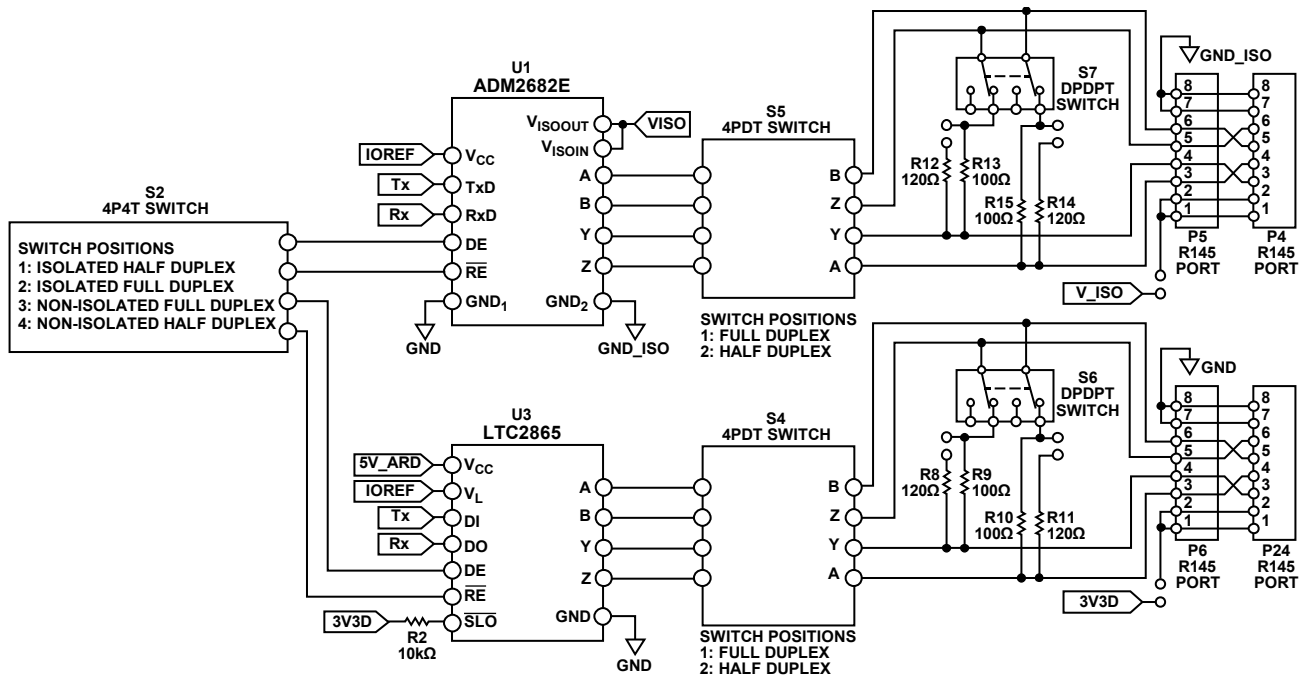 S2
4P4T SWITCH
SWITCH POSITIONS
1: ISOLATED HALF DUPLEX
2: ISOLATED FULL DUPLEX
3: NON-ISOLATED FULL DUPLEX
4: NON-ISOLATED HALF DUPLEX
U1
ADM2682E
IOREF
Tx
Rx
VCC
TxD
RxD
DE
RE
GND1
GND
VISOOUT
VISOIN
A
B
Y
Z
GND2
VISO
GND_ISO
S5
4PDT SWITCH
B
Z
Y
A
SWITCH POSITIONS
1: FULL DUPLEX
2: HALF DUPLEX
S7
DPDPT
SWITCH
R12
120Ω
R13
100Ω
R15
100Ω
R14
120Ω
GND_ISO
8
7
6
5
4
3
2
1
P5
R145
PORT
8
7
6
5
4
3
2
1
P4
R145
PORT
V_ISO
U3
LTC2865
5V_ARD
IOREF
Tx
Rx
3V3D
R2
10kΩ
VCC
VL
DI
DO
DE
RE
SLO
A
B
Y
Z
GND
GND
S4
4PDT SWITCH
B
Z
Y
A
SWITCH POSITIONS
1: FULL DUPLEX
2: HALF DUPLEX
S6
DPDPT
SWITCH
R8
120Ω
R9
100Ω
R10
100Ω
R11
120Ω
GND
8
7
6
5
4
3
2
1
P6
R145
PORT
8
7
6
5
4
3
2
1
P24
R145
PORT
3V3D